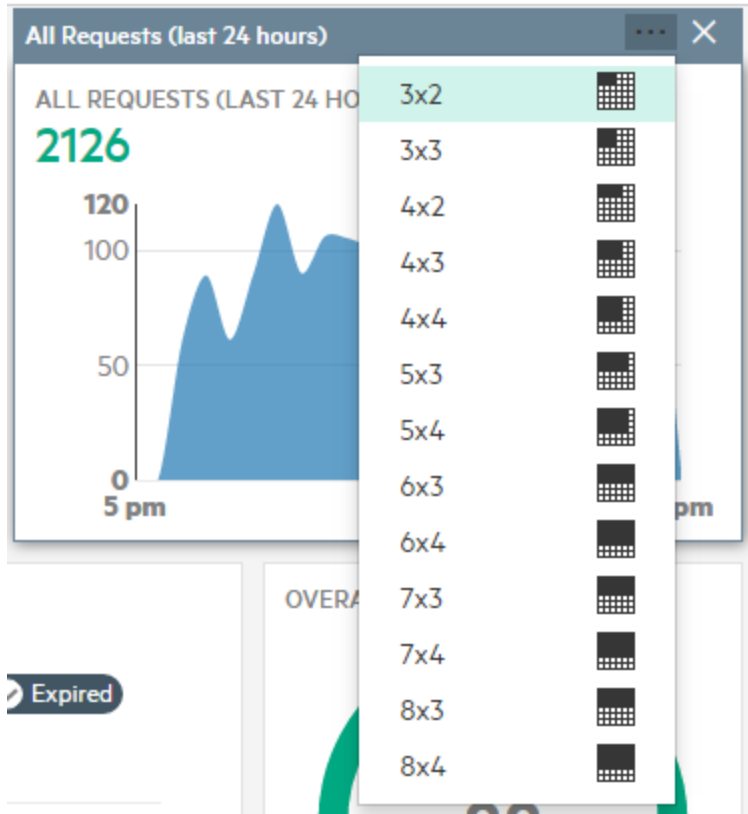 All Requests (last 24 hours)
ALL REQUESTS (LAST 24 HO
2126
120
100
50
0
5 pm
pm
3x2
3x3
4x2
4x3
4x4
5x3
5x4
6x3
6x4
7x3
7x4
8x3
8x4
OVERA
Expired